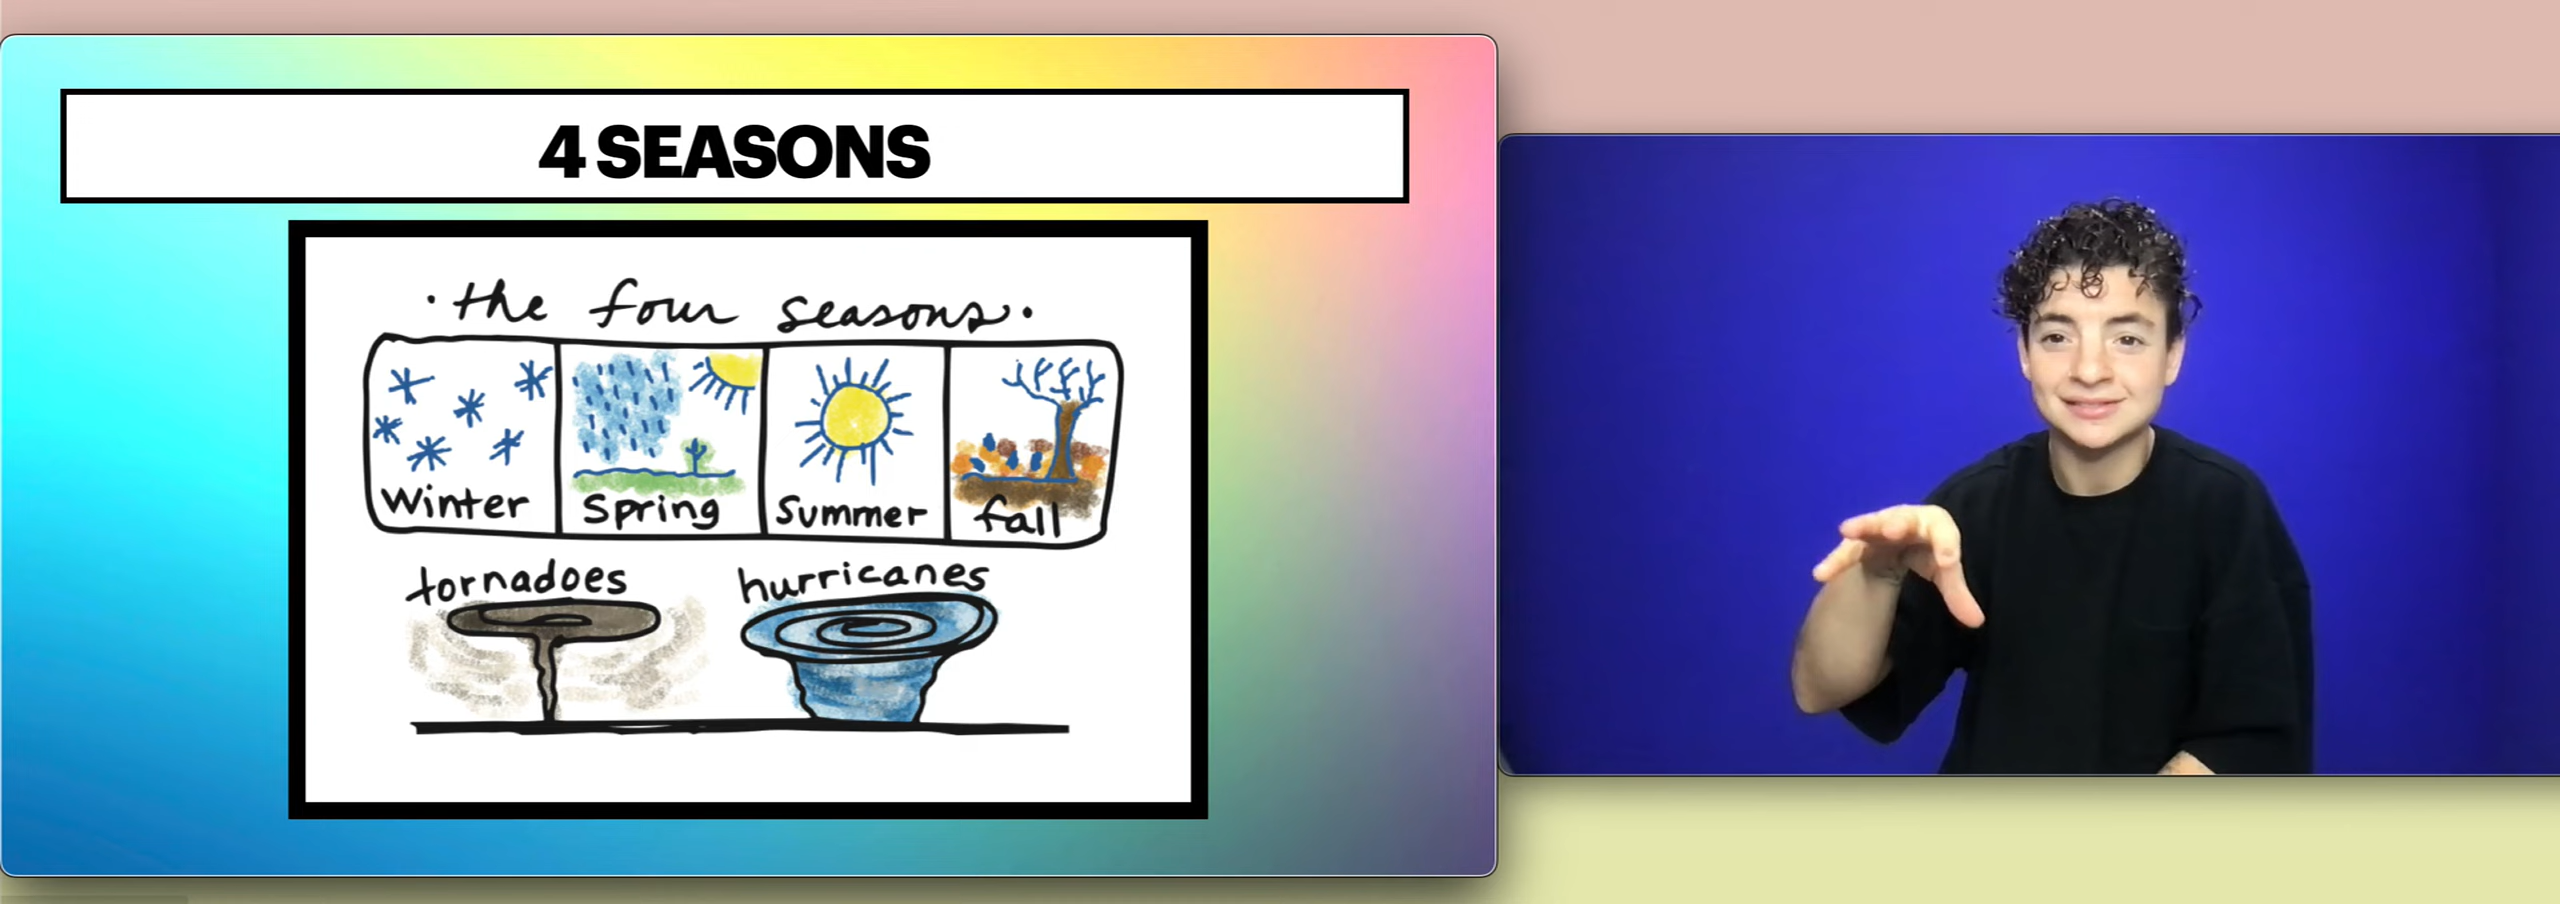 4 SEASONS
• the four seasons •
Winter Spring Summer fall
tornadoes hurricanes